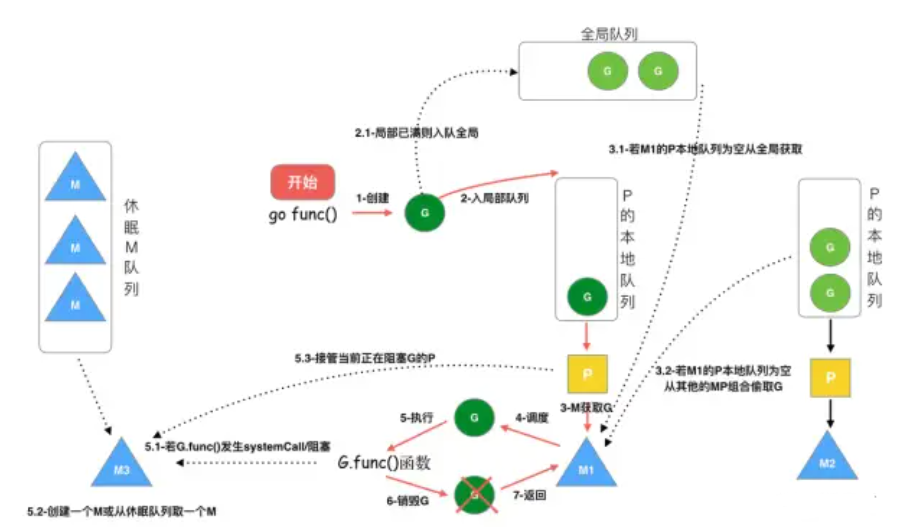 全局队列
G
G
2.1-局部已满则入队全局
3.1-若M1的P本地队列为空从全局获取
开始
go func()
1-创建
G
2-入局部队列
M
M
M
休眠M队列
G
P的本地队列
G
G
P的本地队列
5.3-接管当前正在阻塞G的P
P
3.2-若M1的P本地队列为空
从其他的MP组合偷取G
P
3-M获取G
5-执行
G
4-调度
5.1-若G.func()发生systemCall/阻塞
G.func()函数
M3
M1
M2
6-销毁G
G
7-返回
5.2-创建一个M或从休眠队列取一个M